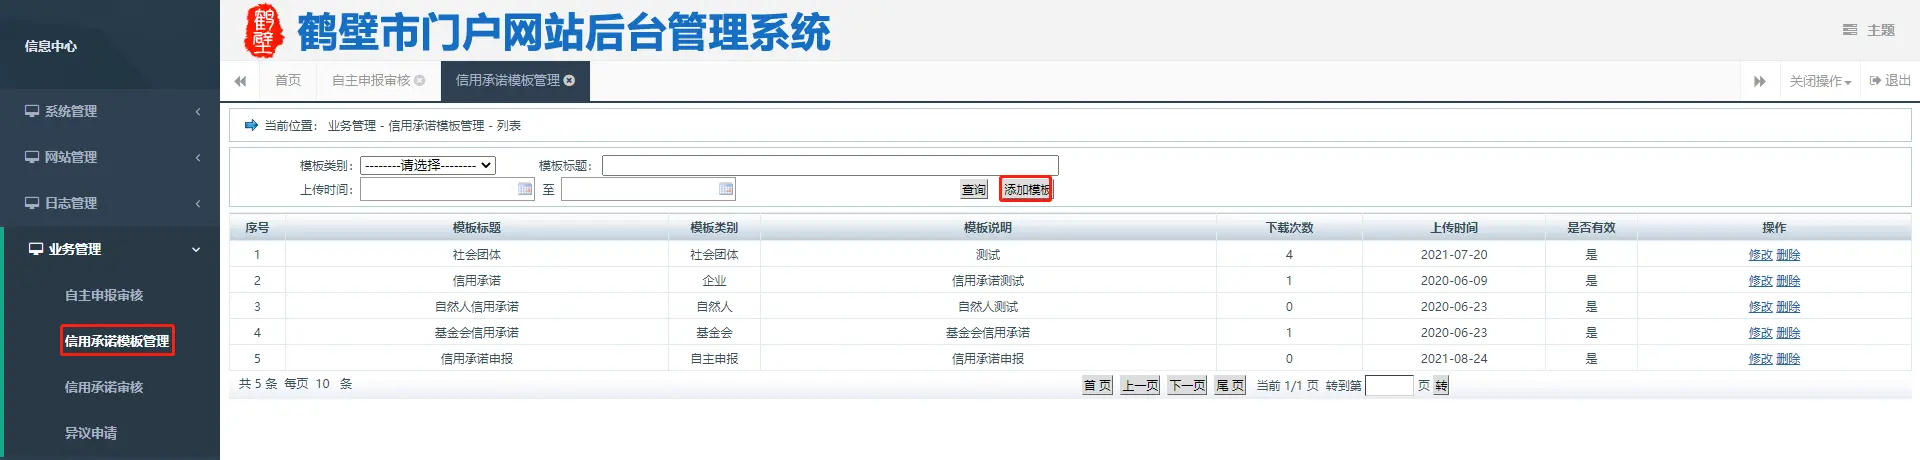 信息中心
鹤壁
鹤壁市门户网站后台管理系统
主题
首页 自主申报审核 信用承诺模板管理 关闭操作 退出
系统管理
网站管理
日志管理
业务管理
自主申报审核
信用承诺模板管理
信用承诺审核
异议申请
当前位置： 业务管理 - 信用承诺模板管理 - 列表
模板类别： --------请选择-------- 模板标题：
上传时间： 至 查询 添加模板
序号 模板标题 模板类别 模板说明 下载次数 上传时间 是否有效 操作
1 社会团体 社会团体 测试 4 2021-07-20 是 修改 删除
2 信用承诺 企业 信用承诺测试 1 2020-06-09 是 修改 删除
3 自然人信用承诺 自然人 自然人测试 0 2020-06-23 是 修改 删除
4 基金会信用承诺 基金会 基金会信用承诺 1 2020-06-23 是 修改 删除
5 信用承诺申报 自主申报 信用承诺申报 0 2021-08-24 是 修改 删除
共 5 条 每页 10 条 首 页 上一页 下一页 尾 页 当前 1/1 页 转到第 页 转